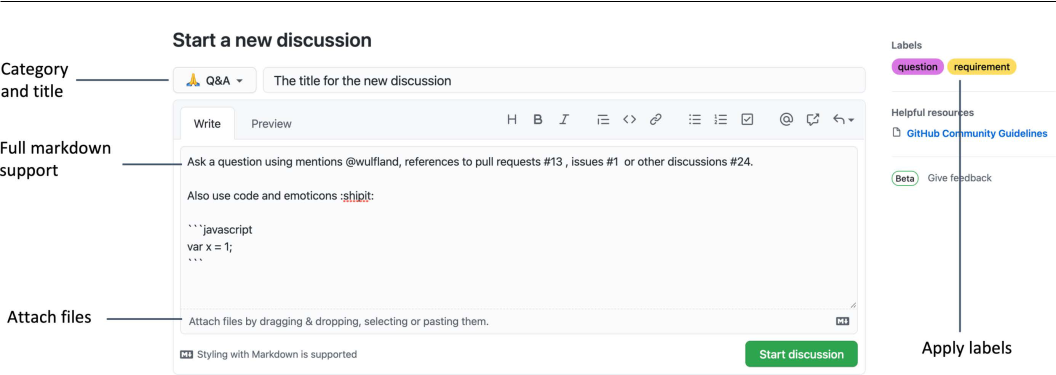 Start a new discussion
Category
and title
Q&A
The title for the new discussion
Write
Preview
H B I
Full markdown
support
Ask a question using mentions @wulfland, references to pull requests #13 , issues #1 or other discussions #24.
Also use code and emoticons :shipit:
```javascript
var x = 1;
```
Attach files
Attach files by dragging & dropping, selecting or pasting them.
Styling with Markdown is supported
Start discussion
Labels
question requirement
Helpful resources
GitHub Community Guidelines
Beta Give feedback
Apply labels